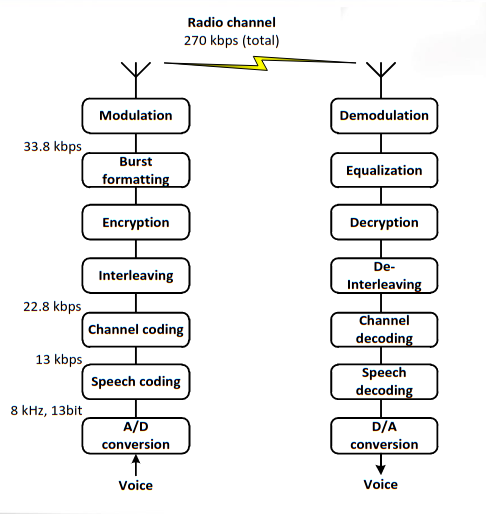 Radio channel
270 kbps (total)
Modulation
33.8 kbps
Burst
formatting
Encryption
Interleaving
22.8 kbps
Channel coding
13 kbps
Speech coding
8 kHz, 13bit
A/D
conversion
Voice
Demodulation
Equalization
Decryption
De-
Interleaving
Channel
decoding
Speech
decoding
D/A
conversion
Voice